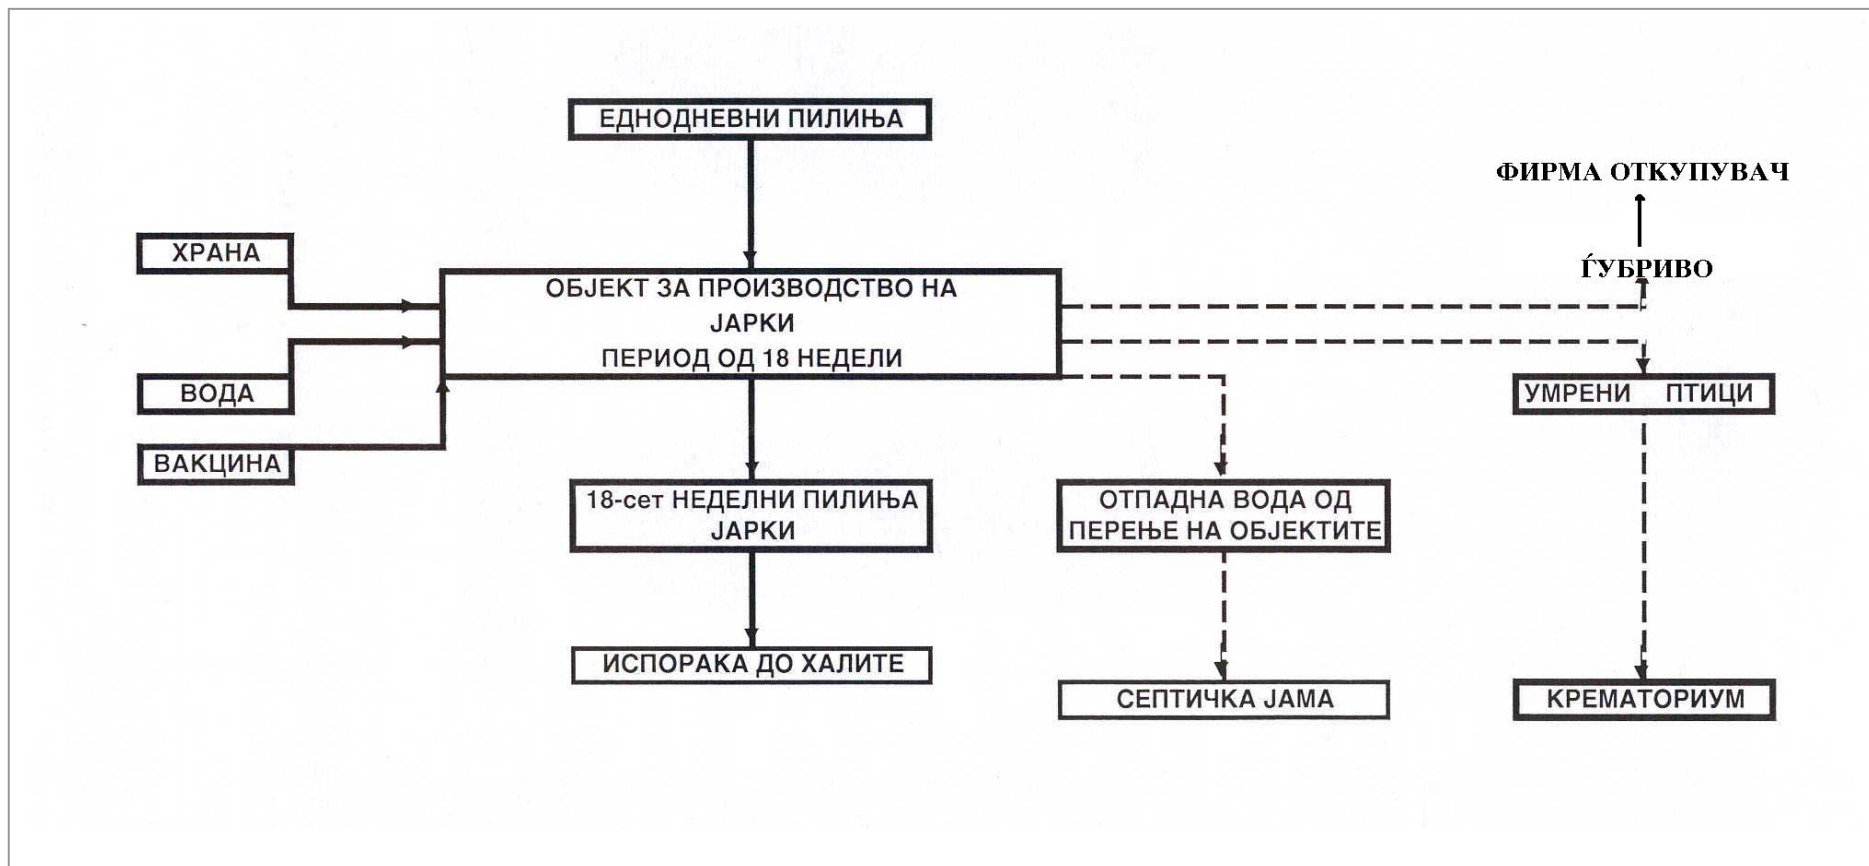 ЕДНОДНЕВНИ ПИЛИЊА
ФИРМА ОТКУПУВАЧ
ХРАНА
ЃУБРИВО
ОБЈЕКТ ЗА ПРОИЗВОДСТВО НА
ЈАРКИ
ПЕРИОД ОД 18 НЕДЕЛИ
ВОДА
УМРЕНИ ПТИЦИ
ВАКЦИНА
18-сет НЕДЕЛНИ ПИЛИЊА
ЈАРКИ
ОТПАДНА ВОДА ОД
ПЕРЕЊЕ НА ОБЈЕКТИТЕ
ИСПОРАКА ДО ХАЛИТЕ
СЕПТИЧКА ЈАМА
КРЕМАТОРИУМ